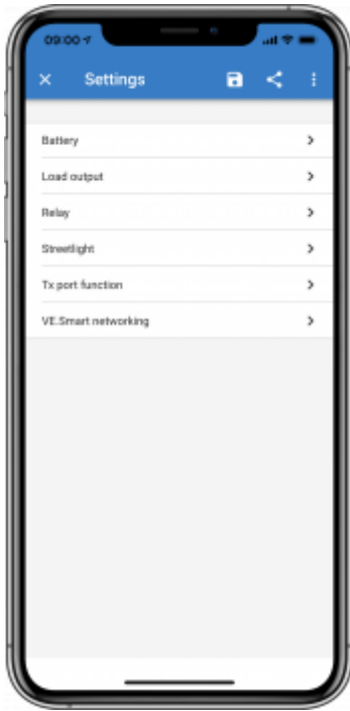 09:00
Settings
Battery
Load output
Relay
Streetlight
Tx port function
VE.Smart networking